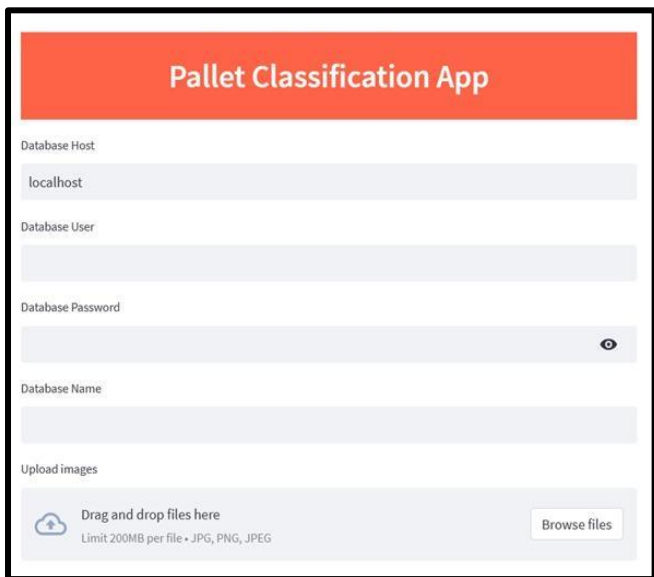 Pallet Classification App
Database Host
localhost
Database User
Database Password
Database Name
Upload images
Drag and drop files here
Limit 200MB per file • JPG, PNG, JPEG
Browse files